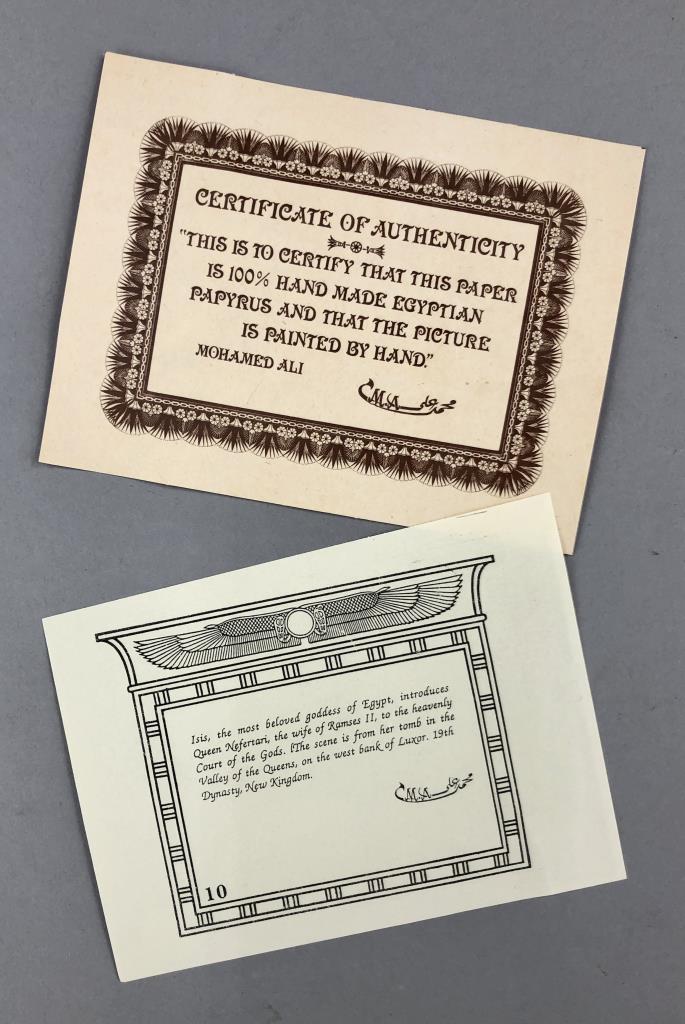 CERTIFICATE OF AUTHENTICITY
"THIS IS TO CERTIFY THAT THIS PAPER
IS 100% HAND MADE EGYPTIAN
PAPYRUS AND THAT THE PICTURE
IS PAINTED BY HAND."
MOHAMED ALI
M.A محمد علي
Isis, the most beloved goddess of Egypt, introduces
Queen Nefertari, the wife of Ramses II, to the heavenly
Court of the Gods. lThe scene is from her tomb in the
Valley of the Queens, on the west bank of Luxor. 19th
Dynasty, New Kingdom.
M.A محمد علي
10